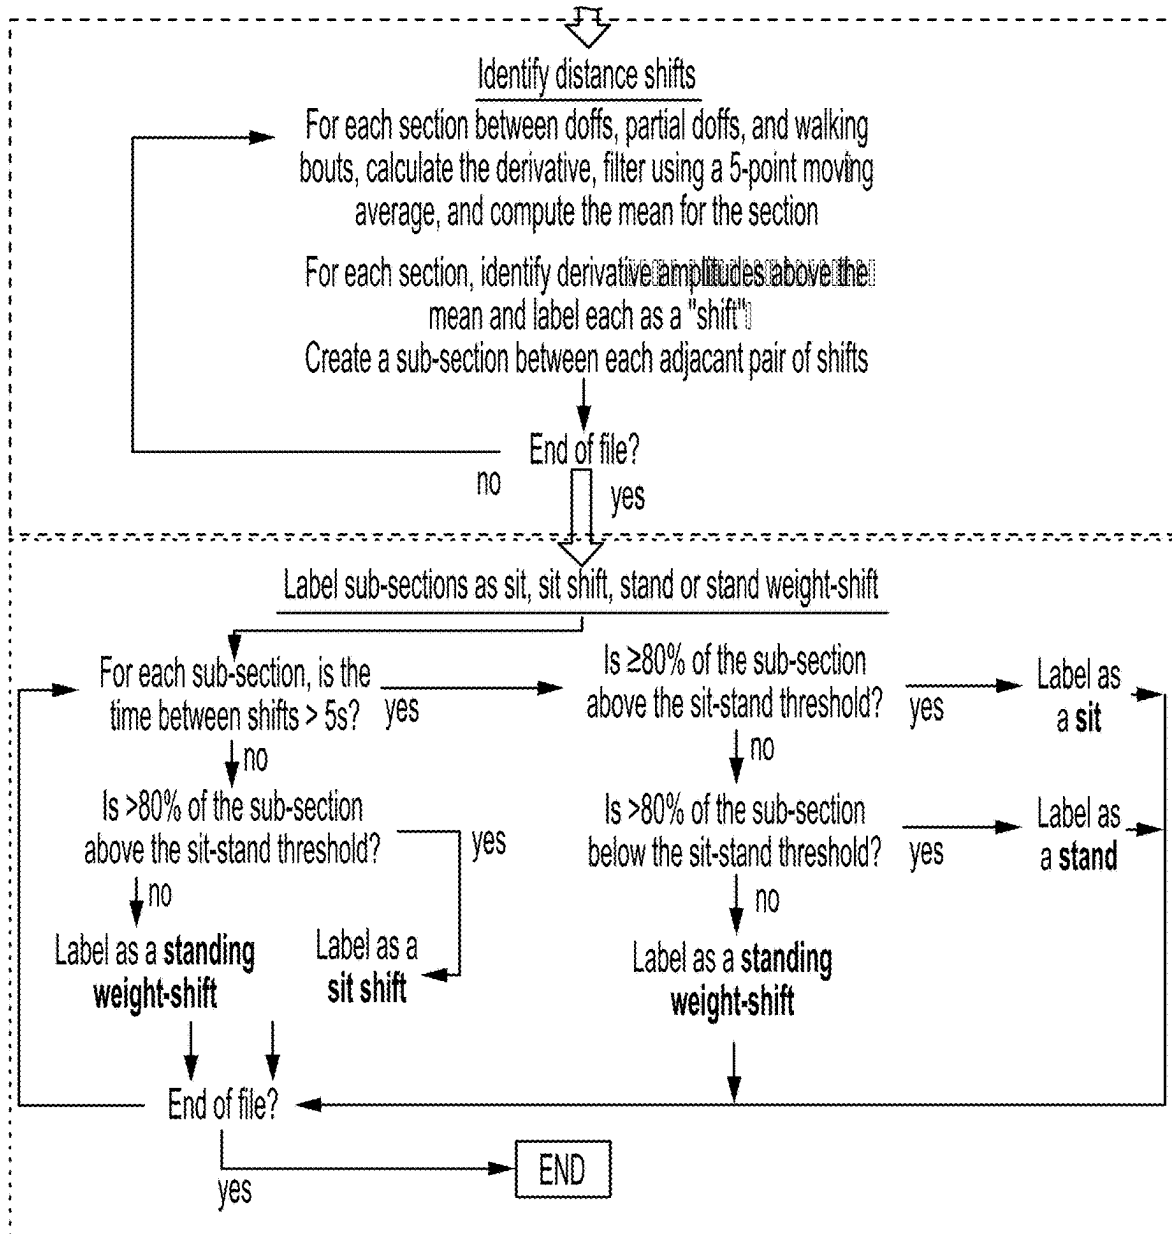 Identify distance shifts
For each section between doffs, partial doffs, and walking
bouts, calculate the derivative, filter using a 5-point moving
average, and compute the mean for the section
For each section, identify derivative amplitudes above the
mean and label each as a "shift"
Create a sub-section between each adjacant pair of shifts
End of file?
no
yes
Label sub-sections as sit, sit shift, stand or stand weight-shift
For each sub-section, is the
time between shifts > 5s?
yes
Is ≥80% of the sub-section
above the sit-stand threshold?
yes
Label as
a sit
no
no
Is >80% of the sub-section
above the sit-stand threshold?
yes
Is >80% of the sub-section
below the sit-stand threshold?
yes
Label as
a stand
no
no
Label as a standing
weight-shift
Label as a
sit shift
Label as a standing
weight-shift
End of file?
yes
END